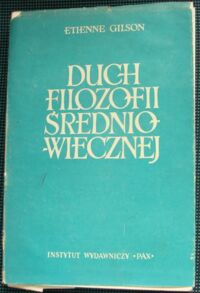 ETIENNE GILSON
DUCH
FILOZOFII
ŚREDNIO-
-WIECZNEJ
INSTYTUT WYDAWNICZY •PAX•